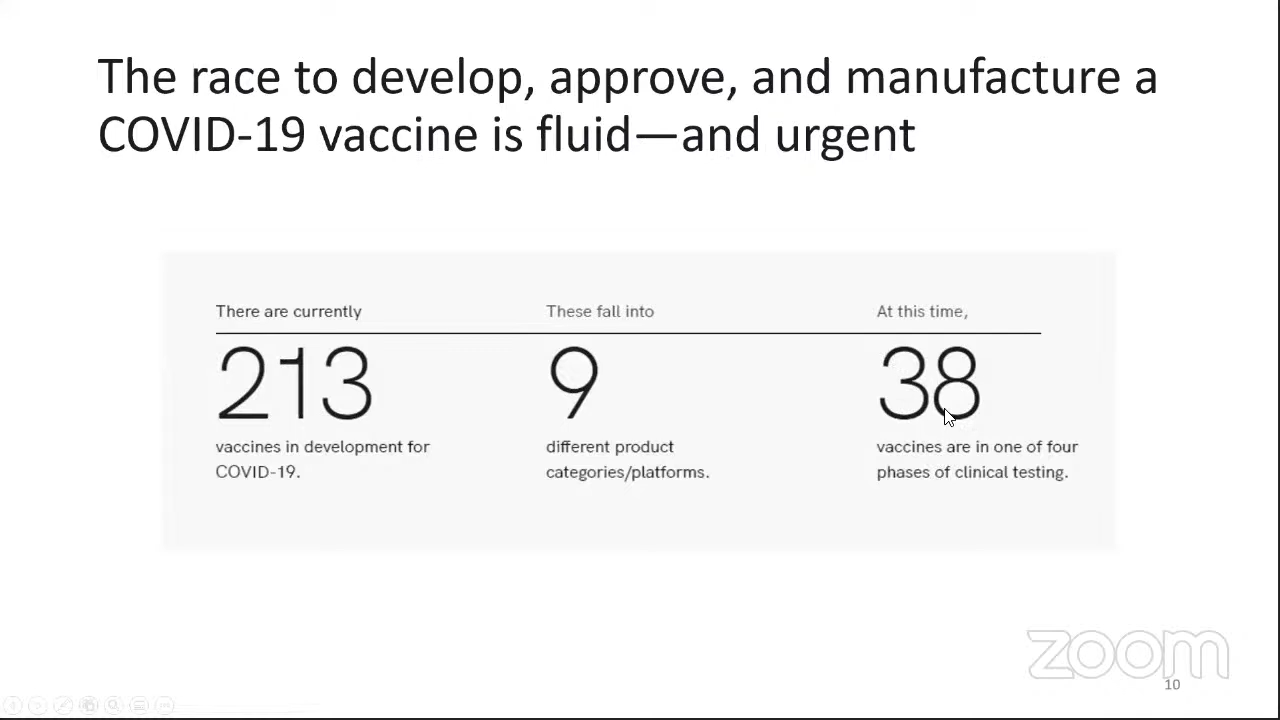 The race to develop, approve, and manufacture a
COVID-19 vaccine is fluid—and urgent
There are currently
213
vaccines in development for
COVID-19.
These fall into
9
different product
categories/platforms.
At this time,
38
vaccines are in one of four
phases of clinical testing.
zoom
10